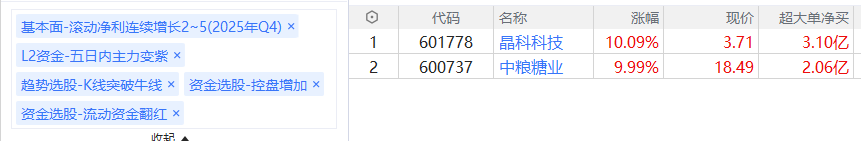 基本面-滚动净利连续增长2~5(2025年Q4) ×
L2资金-五日内主力变紫 ×
趋势选股-K线突破牛线 × 资金选股-控盘增加 ×
资金选股-流动资金翻红 ×
收起 ▲
代码 名称 涨幅 现价 超大单净买
1 601778 晶科科技 10.09% 3.71 3.10亿
2 600737 中粮糖业 9.99% 18.49 2.06亿